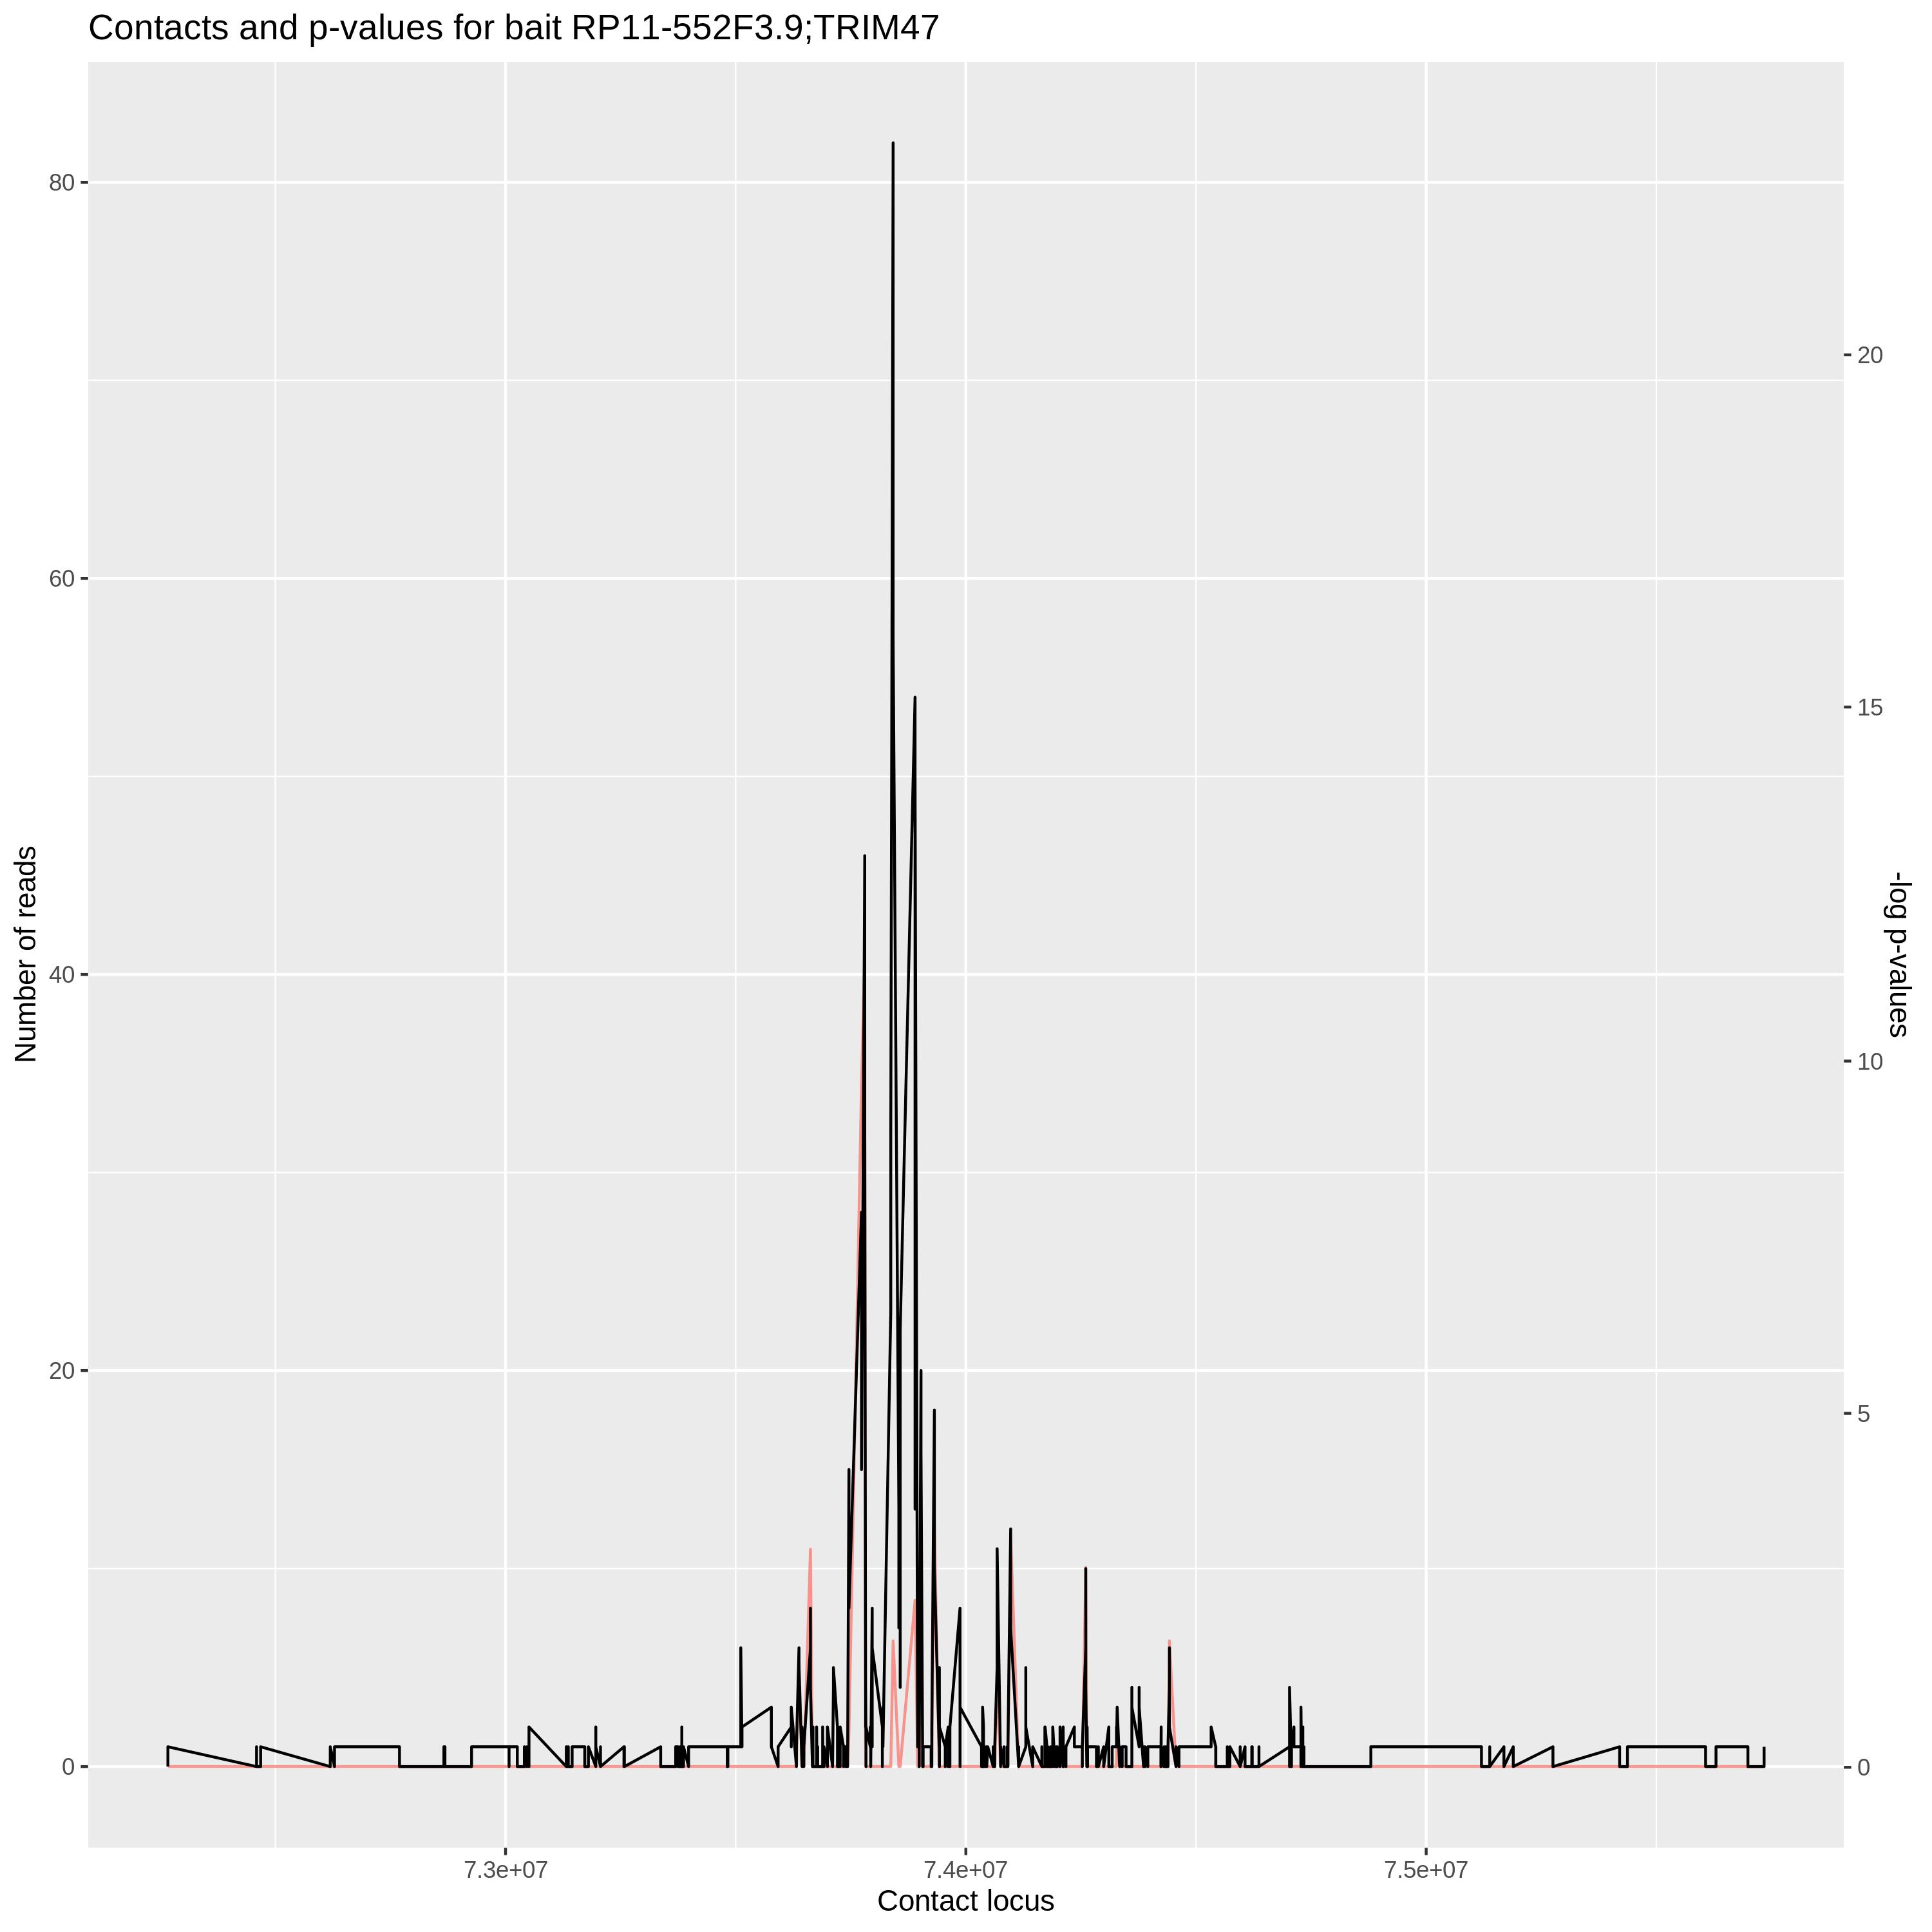 Contacts and p-values for bait RP11-552F3.9;TRIM47
80
60
40
20
0
Number of reads
20
15
10
5
0
-log p-values
7.3e+07 7.4e+07 7.5e+07
Contact locus